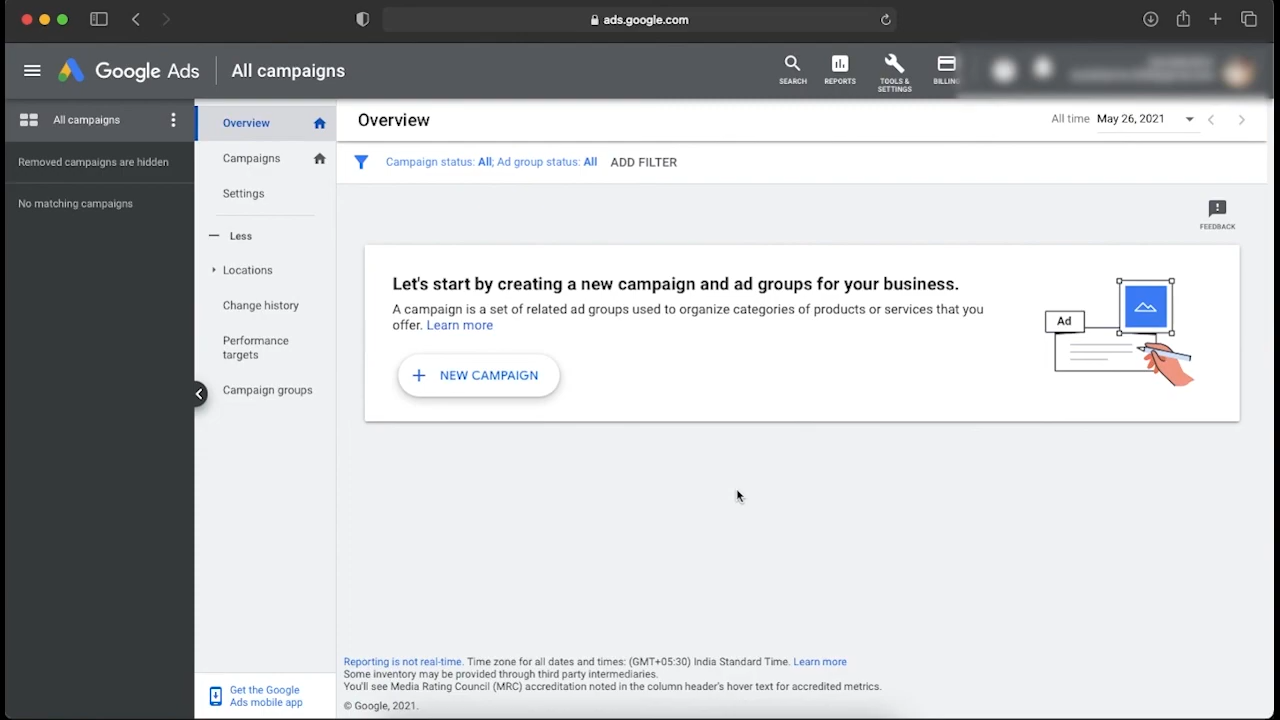 ads.google.com
Google Ads
All campaigns
SEARCH
REPORTS
TOOLS &
SETTINGS
BILLING
All campaigns
Removed campaigns are hidden
No matching campaigns
Overview
Campaigns
Settings
Less
Locations
Change history
Performance
targets
Campaign groups
Get the Google
Ads mobile app
Overview
All time May 26, 2021
Campaign status: All; Ad group status: All ADD FILTER
FEEDBACK
Let's start by creating a new campaign and ad groups for your business.
A campaign is a set of related ad groups used to organize categories of products or services that you
offer. Learn more
+ NEW CAMPAIGN
Ad
Reporting is not real-time. Time zone for all dates and times: (GMT+05:30) India Standard Time. Learn more
Some inventory may be provided through third party intermediaries.
You'll see Media Rating Council (MRC) accreditation noted in the column header's hover text for accredited metrics.
© Google, 2021.